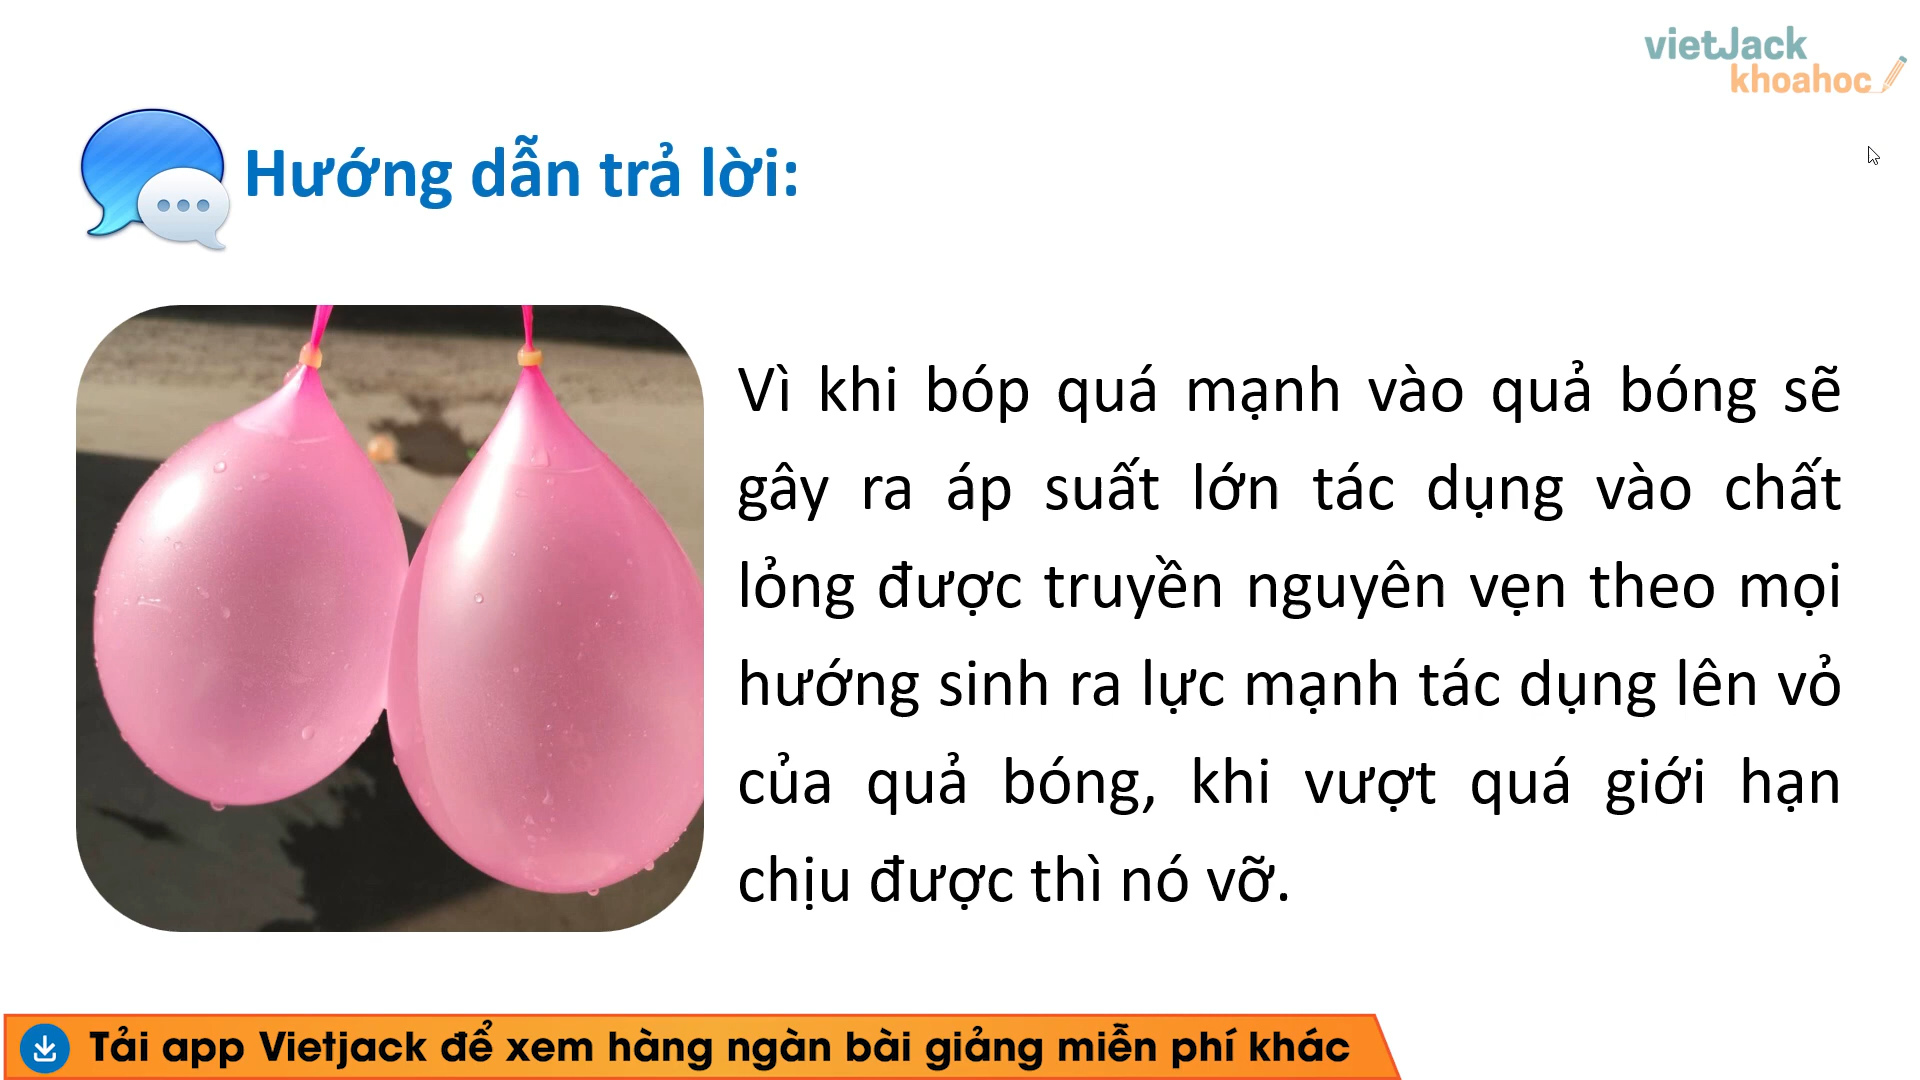 vietJack
khoahoc
Hướng dẫn trả lời:
Vì khi bóp quá mạnh vào quả bóng sẽ
gây ra áp suất lớn tác dụng vào chất
lỏng được truyền nguyên vẹn theo mọi
hướng sinh ra lực mạnh tác dụng lên vỏ
của quả bóng, khi vượt quá giới hạn
chịu được thì nó vỡ.
Tải app Vietjack để xem hàng ngàn bài giảng miễn phí khác